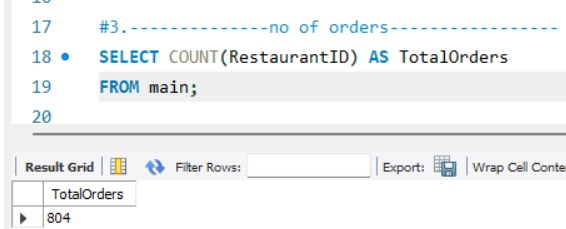 17 #3.--------------no of orders-----------------
18 SELECT COUNT(RestaurantID) AS TotalOrders
19 FROM main;
20
Result Grid Filter Rows: Export: Wrap Cell Conte
TotalOrders
804